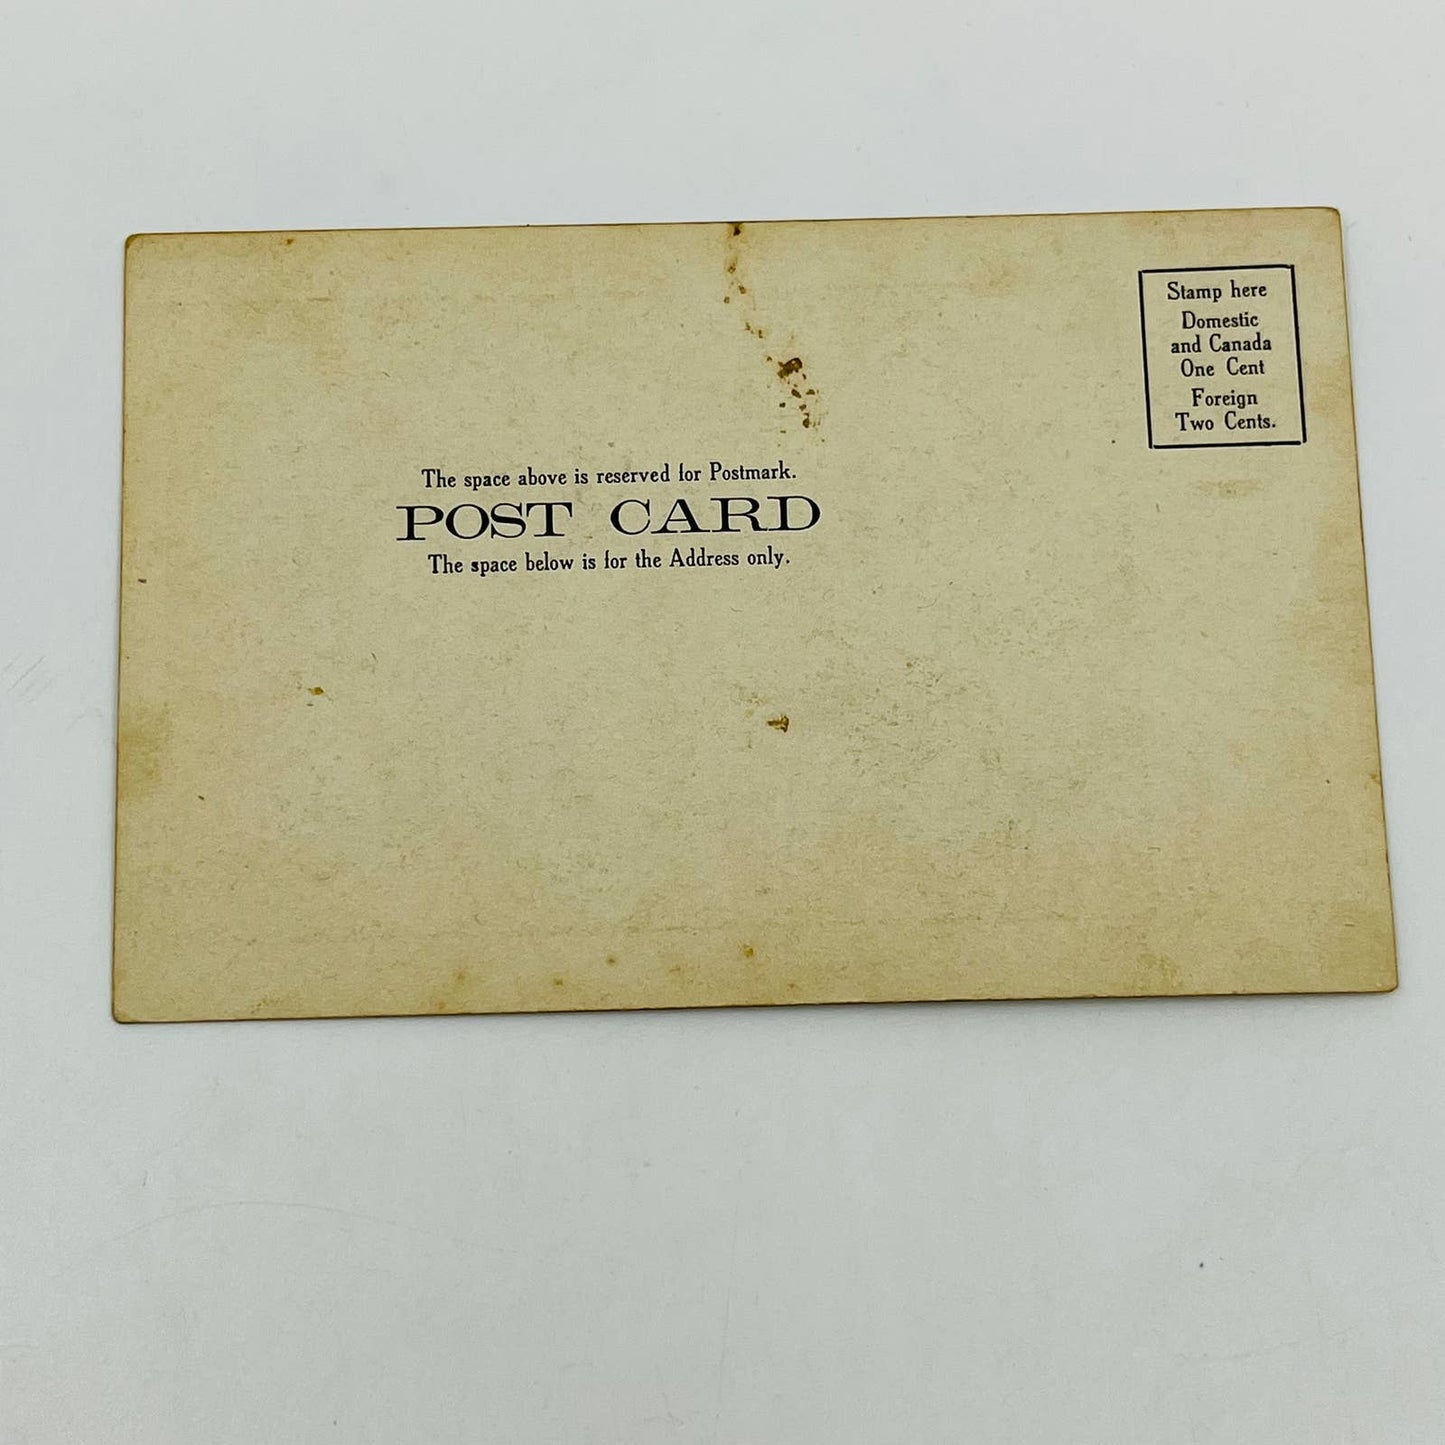 Stamp here
Domestic
and Canada
One Cent
Foreign
Two Cents.
The space above is reserved for Postmark.
POST CARD
The space below is for the Address only.